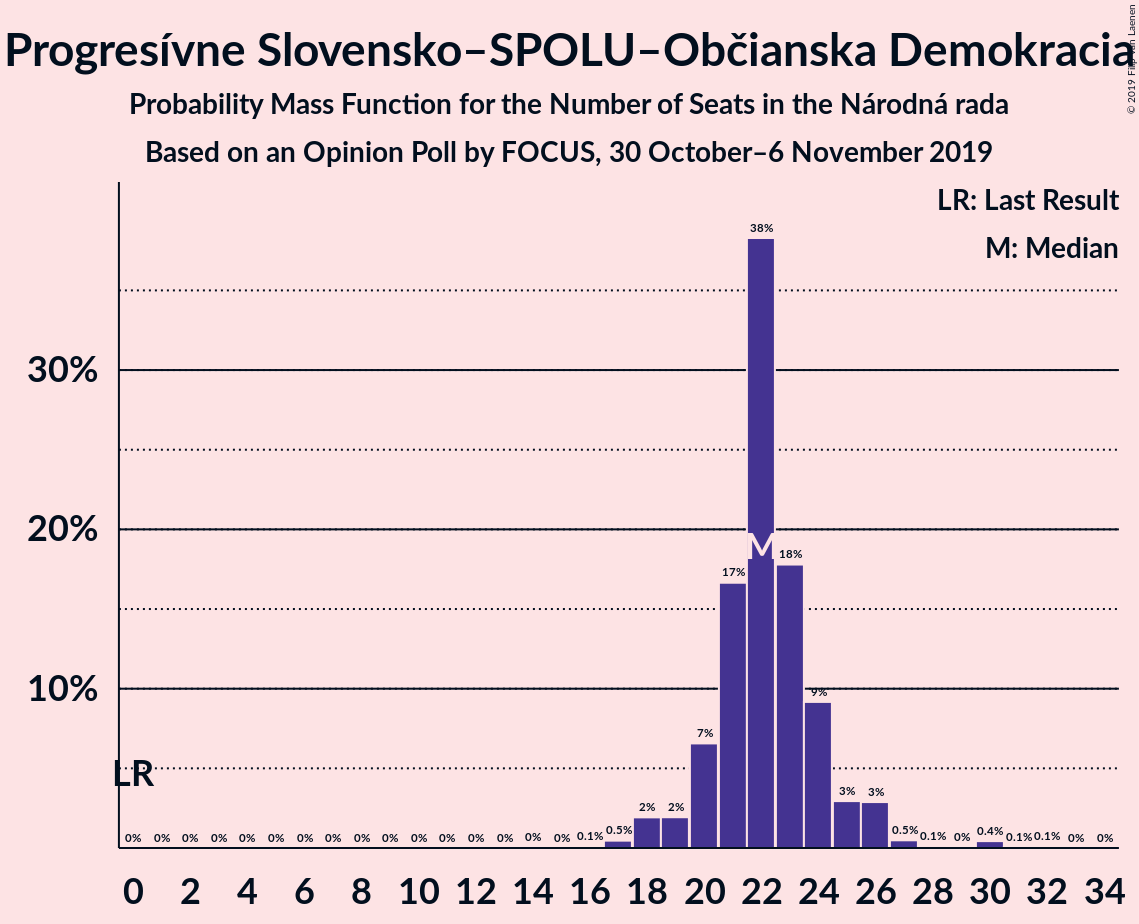 Progresívne Slovensko–SPOLU–Občianska Demokracia
Probability Mass Function for the Number of Seats in the Národná rada
Based on an Opinion Poll by FOCUS, 30 October–6 November 2019
© 2019 Filip van Laenen
LR: Last Result
M: Median
30%
20%
10%
LR
M
0% 0% 0% 0% 0% 0% 0% 0% 0% 0% 0% 0% 0% 0% 0% 0% 0.1% 0.5% 2% 2% 7% 17% 38% 18% 9% 3% 3% 0.5% 0.1% 0% 0.4% 0.1% 0.1% 0% 0%
0 2 4 6 8 10 12 14 16 18 20 22 24 26 28 30 32 34